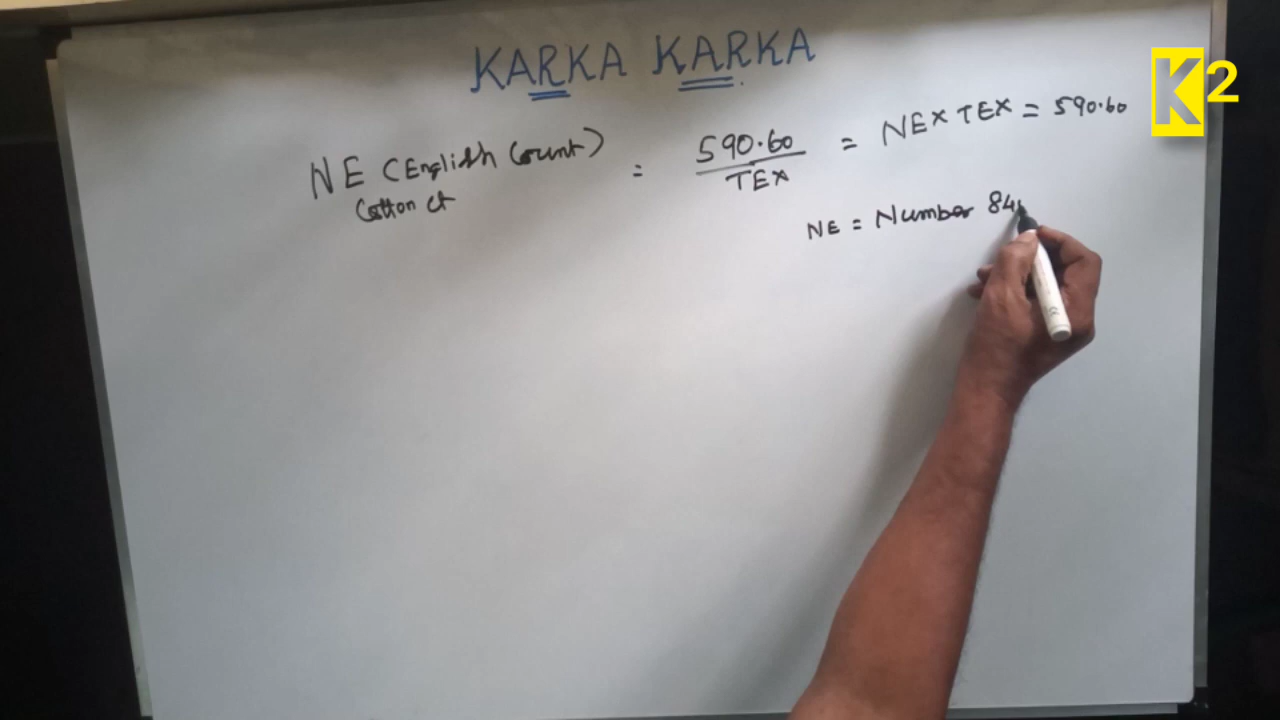 KARKA KARKA
K2
NE (English Count) = 590.60 / TEX = NE × TEX = 590.60
Cotton ct
NE = Number 84